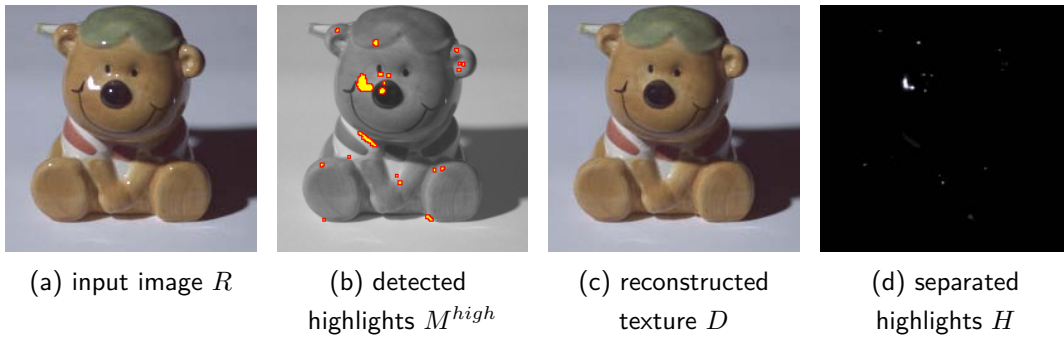 (a) input image R
(b) detected
highlights M^high
(c) reconstructed
texture D
(d) separated
highlights H